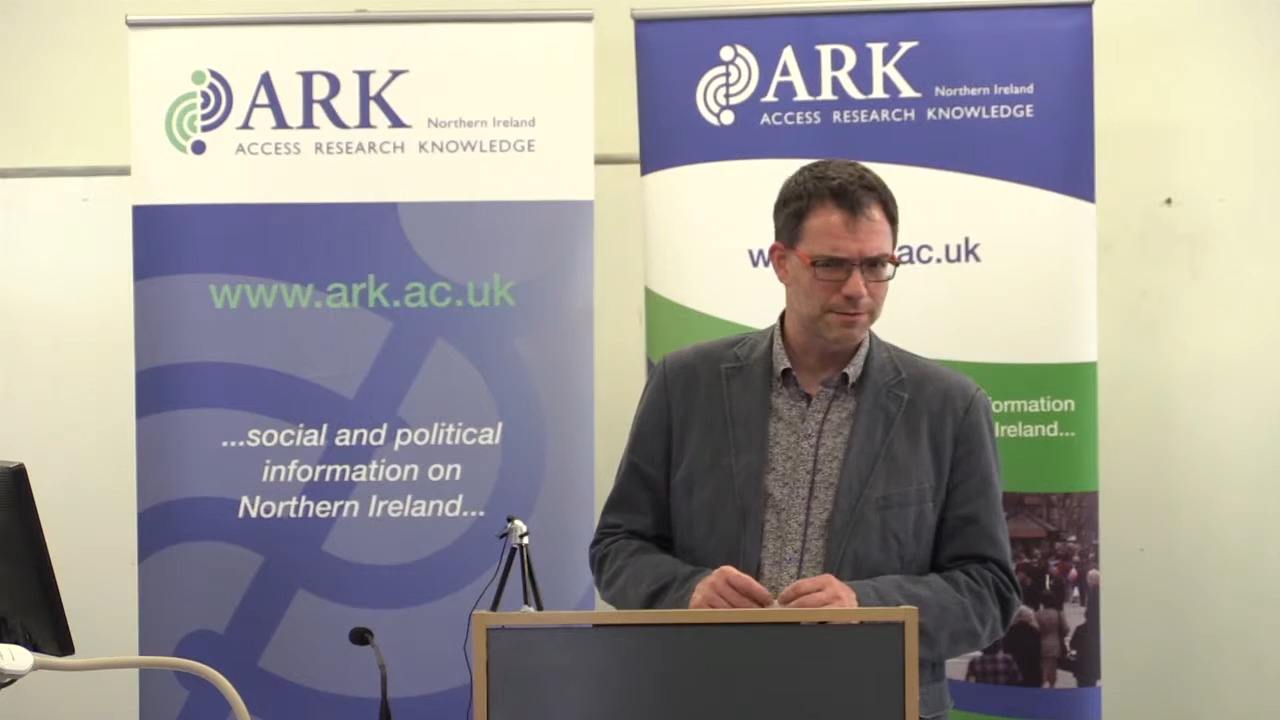 ARK Northern Ireland
ACCESS RESEARCH KNOWLEDGE
www.ark.ac.uk
...social and political
information on
Northern Ireland...
ARK Northern Ireland
ACCESS RESEARCH KNOWLEDGE
ac.uk
Ireland...